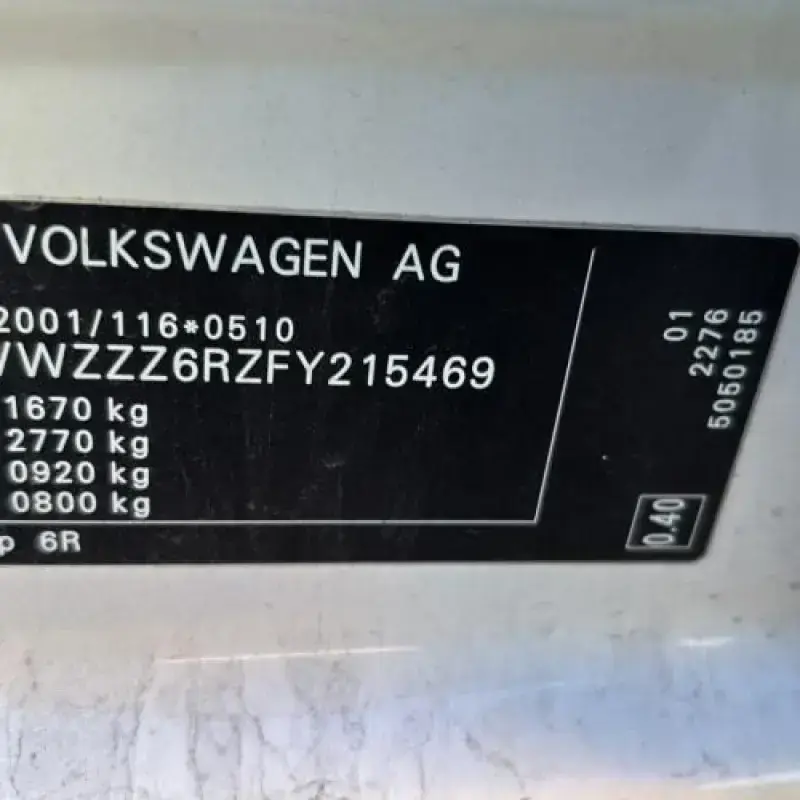 VOLKSWAGEN AG
2001/116*0510
VWZZZ6RZFY215469
1670 kg
2770 kg
0920 kg
0800 kg
p 6R
01
2276
5050185
0.40